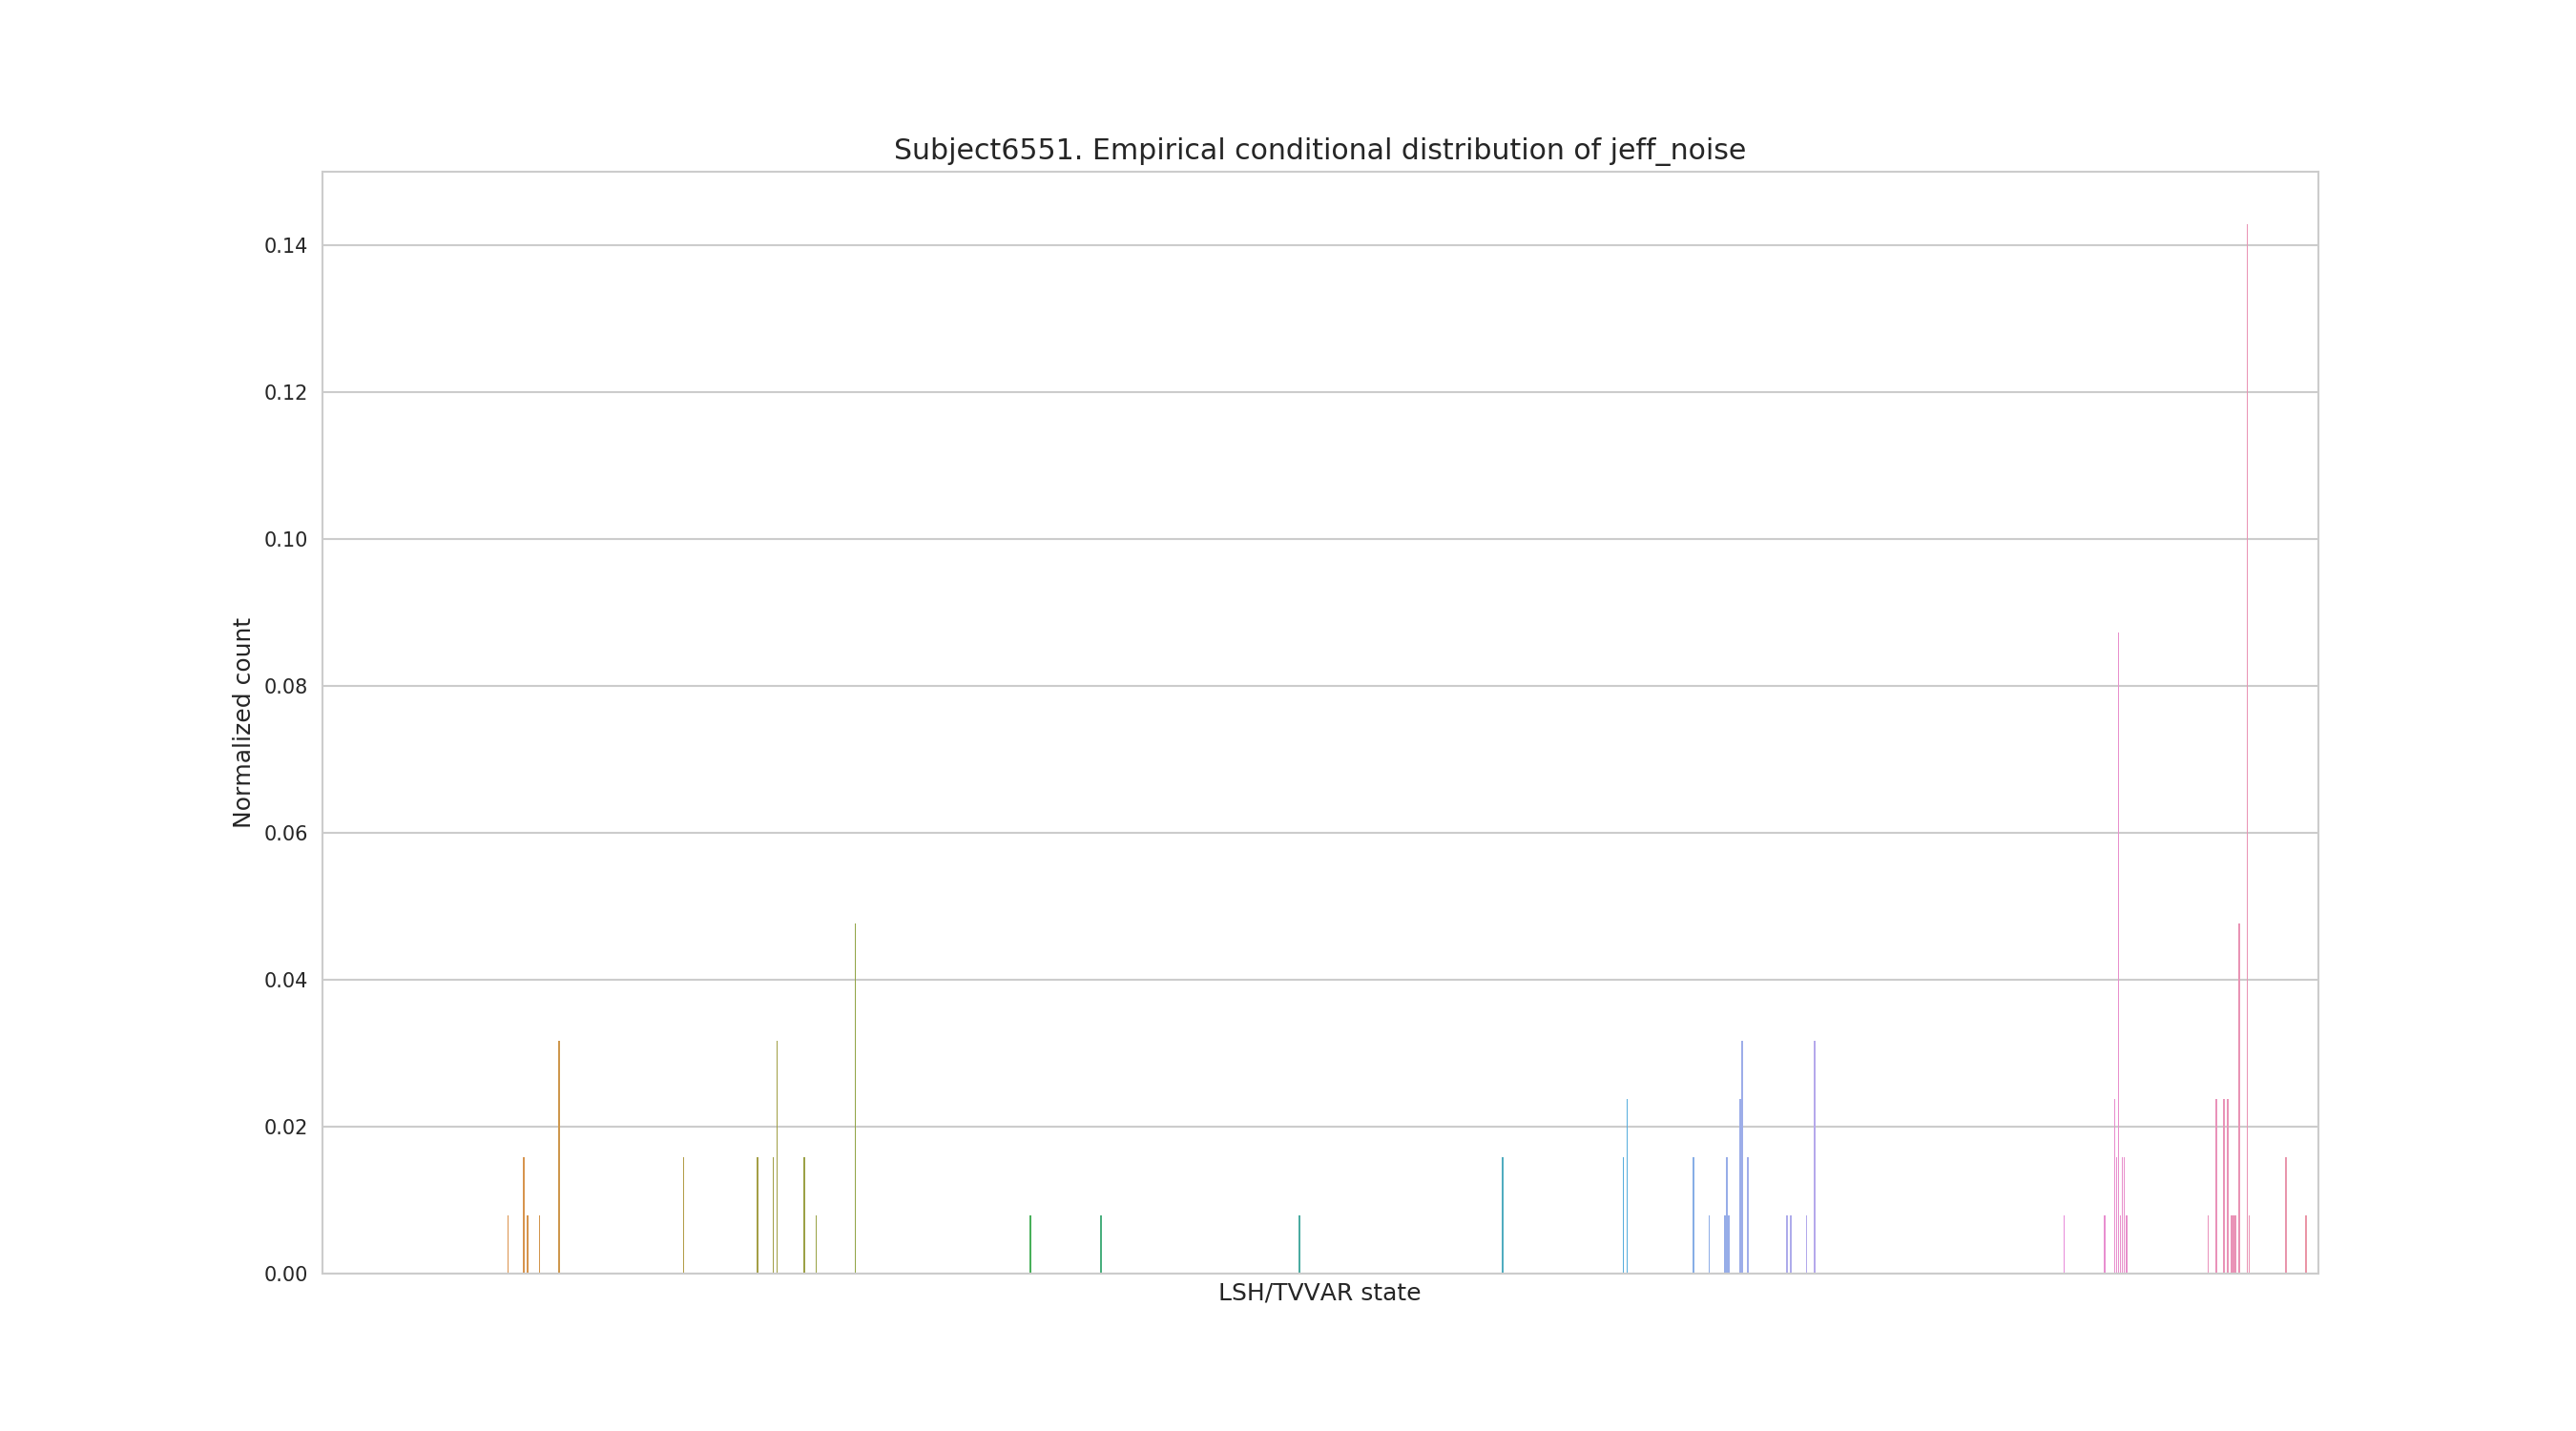 Subject6551. Empirical conditional distribution of jeff_noise
0.14
0.12
0.10
0.08
0.06
0.04
0.02
0.00
Normalized count
LSH/TVVAR state